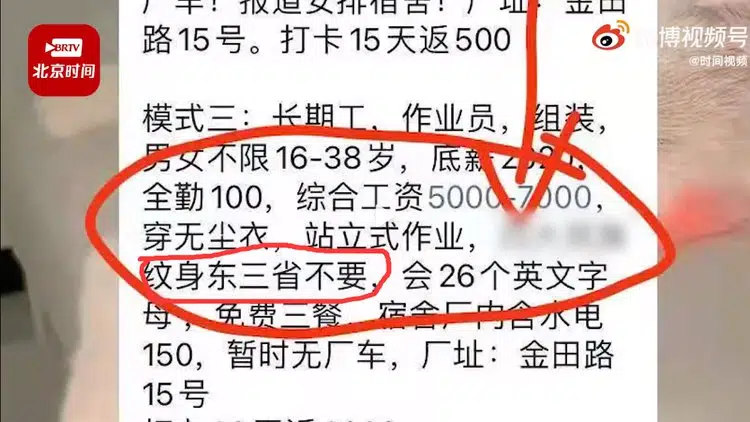 BRTV
北京时间
微博视频号
@时间视频
厂车!报道安排宿舍!厂址:金田
路15号。打卡15天返500
模式三:长期工,作业员,组装,
男女不限16-38岁,底薪2020,
全勤100,综合工资5000-7000,
穿无尘衣,站立式作业,
纹身东三省不要,会26个英文字
母,免费三餐,宿舍厂内含水电
150,暂时无厂车,厂址:金田路
15号